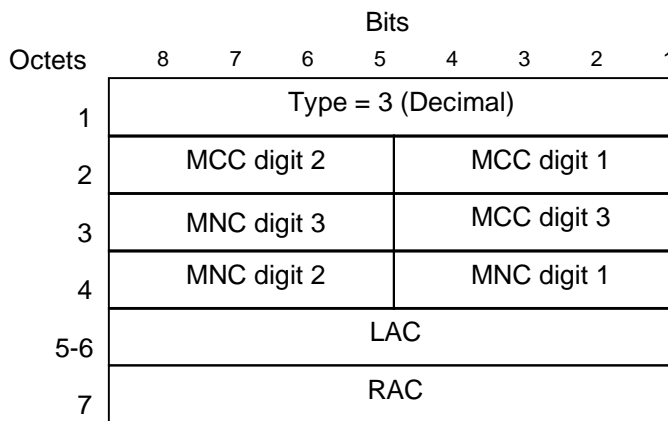 Bits
Octets 8 7 6 5 4 3 2 1
1 Type = 3 (Decimal)
2 MCC digit 2 MCC digit 1
3 MNC digit 3 MCC digit 3
4 MNC digit 2 MNC digit 1
5-6 LAC
7 RAC